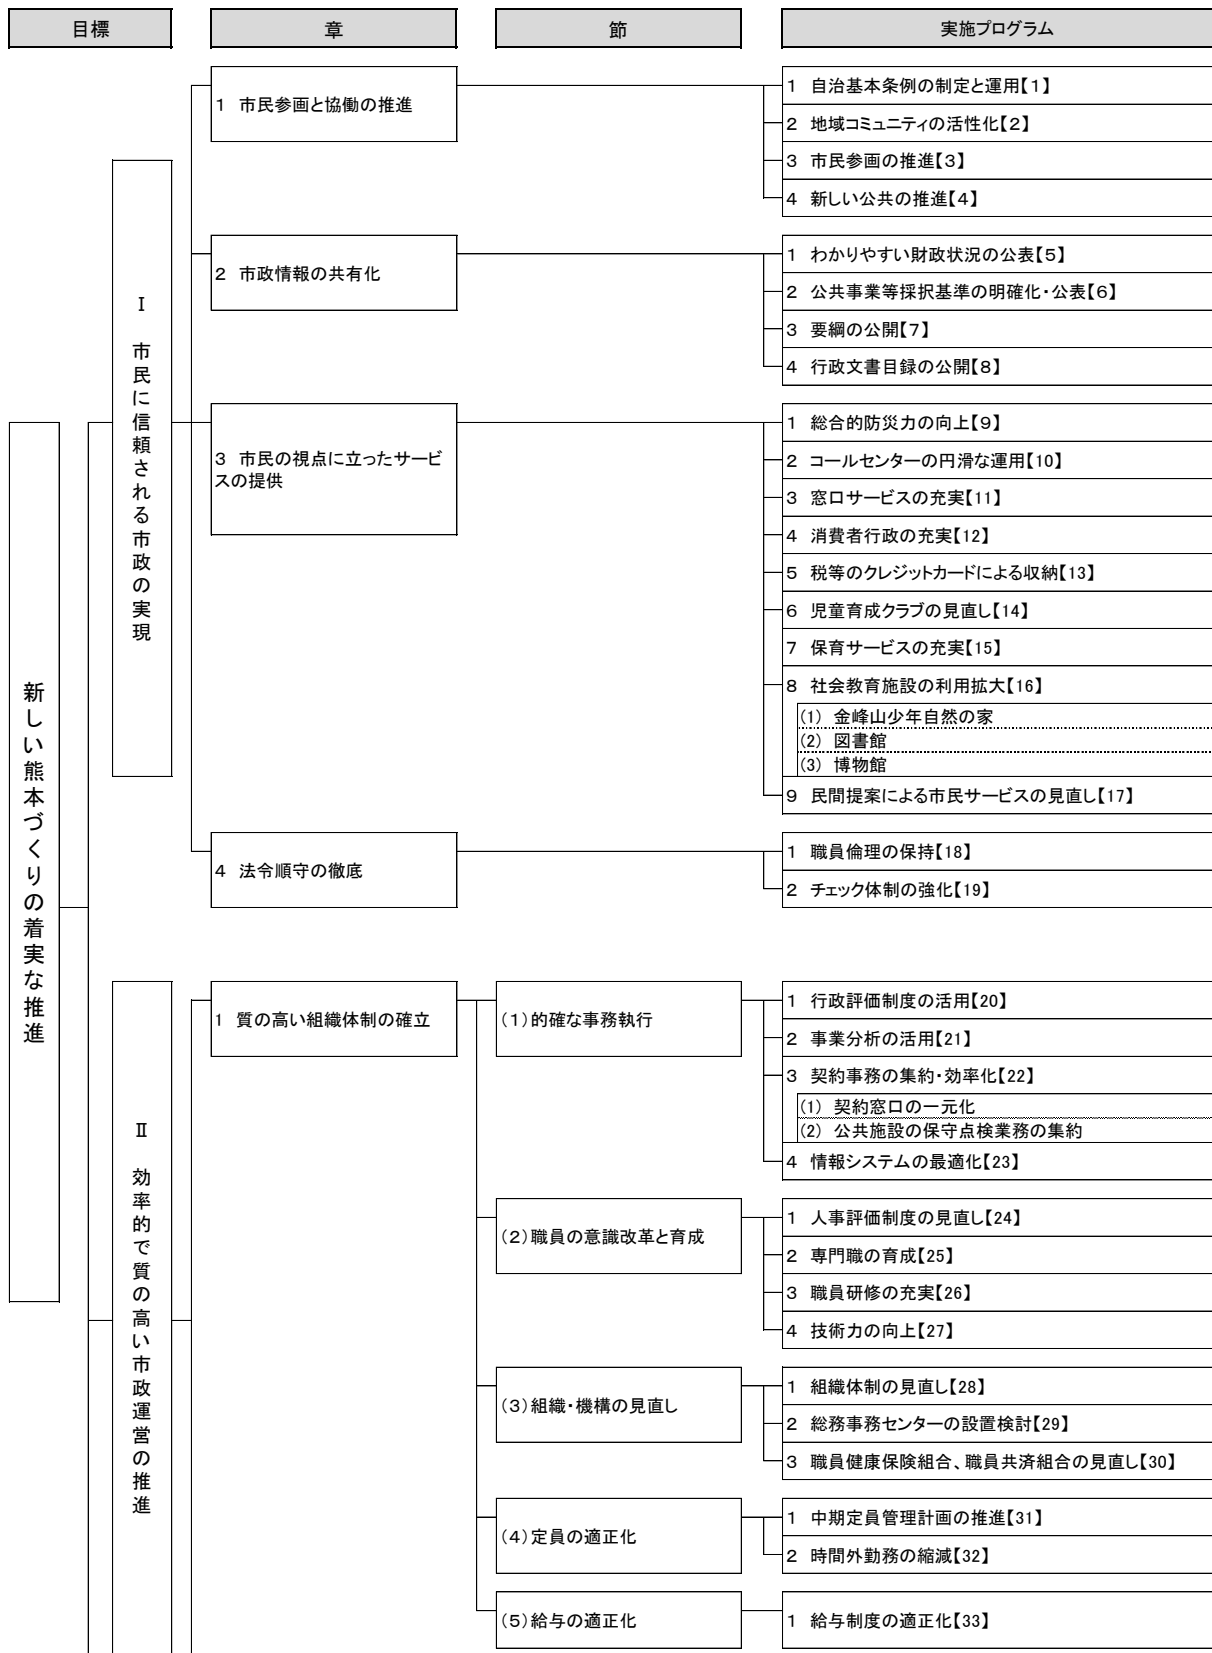 目標
章
節
実施プログラム
新しい熊本づくりの着実な推進
Ⅰ 市民に信頼される市政の実現
1 市民参画と協働の推進
1 自治基本条例の制定と運用【1】
2 地域コミュニティの活性化【2】
3 市民参画の推進【3】
4 新しい公共の推進【4】
2 市政情報の共有化
1 わかりやすい財政状況の公表【5】
2 公共事業等採択基準の明確化・公表【6】
3 要綱の公開【7】
4 行政文書目録の公開【8】
3 市民の視点に立ったサービ
スの提供
1 総合的防災力の向上【9】
2 コールセンターの円滑な運用【10】
3 窓口サービスの充実【11】
4 消費者行政の充実【12】
5 税等のクレジットカードによる収納【13】
6 児童育成クラブの見直し【14】
7 保育サービスの充実【15】
8 社会教育施設の利用拡大【16】
(1) 金峰山少年自然の家
(2) 図書館
(3) 博物館
9 民間提案による市民サービスの見直し【17】
4 法令順守の徹底
1 職員倫理の保持【18】
2 チェック体制の強化【19】
Ⅱ 効率的で質の高い市政運営の推進
1 質の高い組織体制の確立
(1)的確な事務執行
1 行政評価制度の活用【20】
2 事業分析の活用【21】
3 契約事務の集約・効率化【22】
(1) 契約窓口の一元化
(2) 公共施設の保守点検業務の集約
4 情報システムの最適化【23】
(2)職員の意識改革と育成
1 人事評価制度の見直し【24】
2 専門職の育成【25】
3 職員研修の充実【26】
4 技術力の向上【27】
(3)組織・機構の見直し
1 組織体制の見直し【28】
2 総務事務センターの設置検討【29】
3 職員健康保険組合、職員共済組合の見直し【30】
(4)定員の適正化
1 中期定員管理計画の推進【31】
2 時間外勤務の縮減【32】
(5)給与の適正化
1 給与制度の適正化【33】